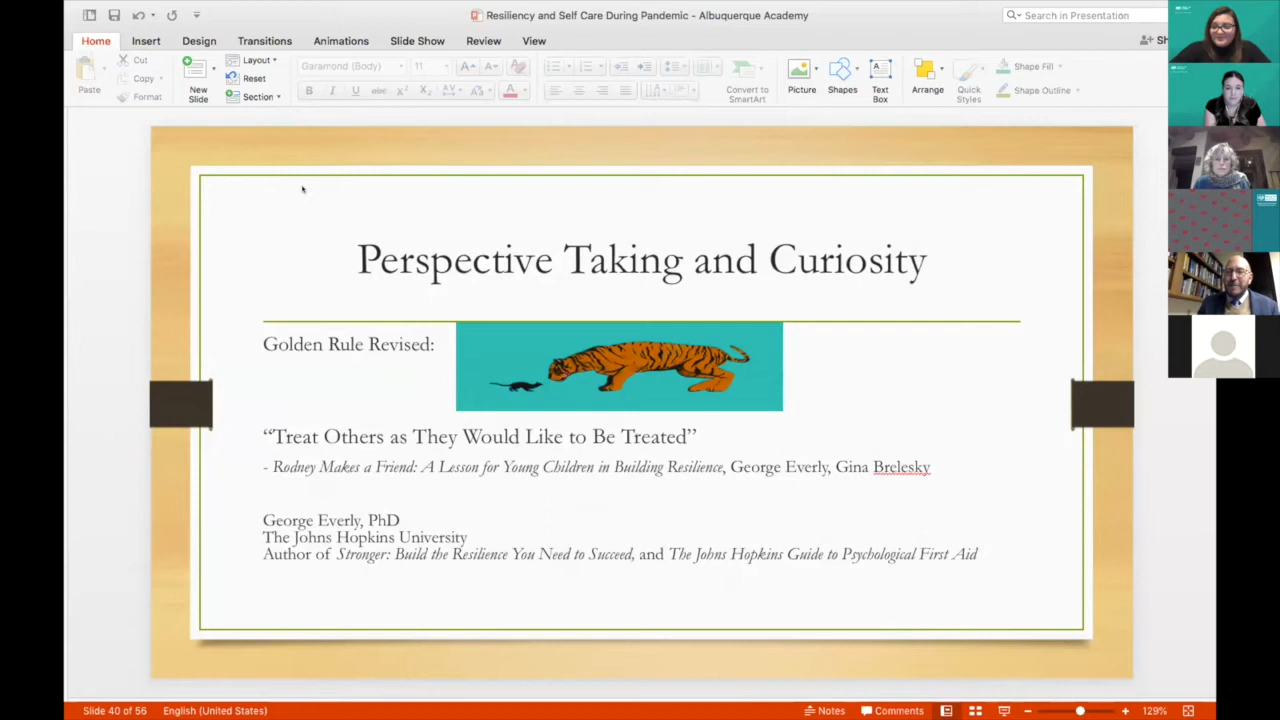 Resiliency and Self Care During Pandemic - Albuquerque Academy
Search in Presentation
Home Insert Design Transitions Animations Slide Show Review View
Paste
Cut
Copy
Format
New Slide
Layout
Reset
Section
Garamond (Body) 11
Convert to SmartArt
Picture
Shapes
Text Box
Arrange
Quick Styles
Shape Fill
Shape Outline
Perspective Taking and Curiosity
Golden Rule Revised:
“Treat Others as They Would Like to Be Treated”
- Rodney Makes a Friend: A Lesson for Young Children in Building Resilience, George Everly, Gina Brelesky
George Everly, PhD
The Johns Hopkins University
Author of Stronger: Build the Resilience You Need to Succeed, and The Johns Hopkins Guide to Psychological First Aid
Slide 40 of 56 English (United States) Notes Comments 129%